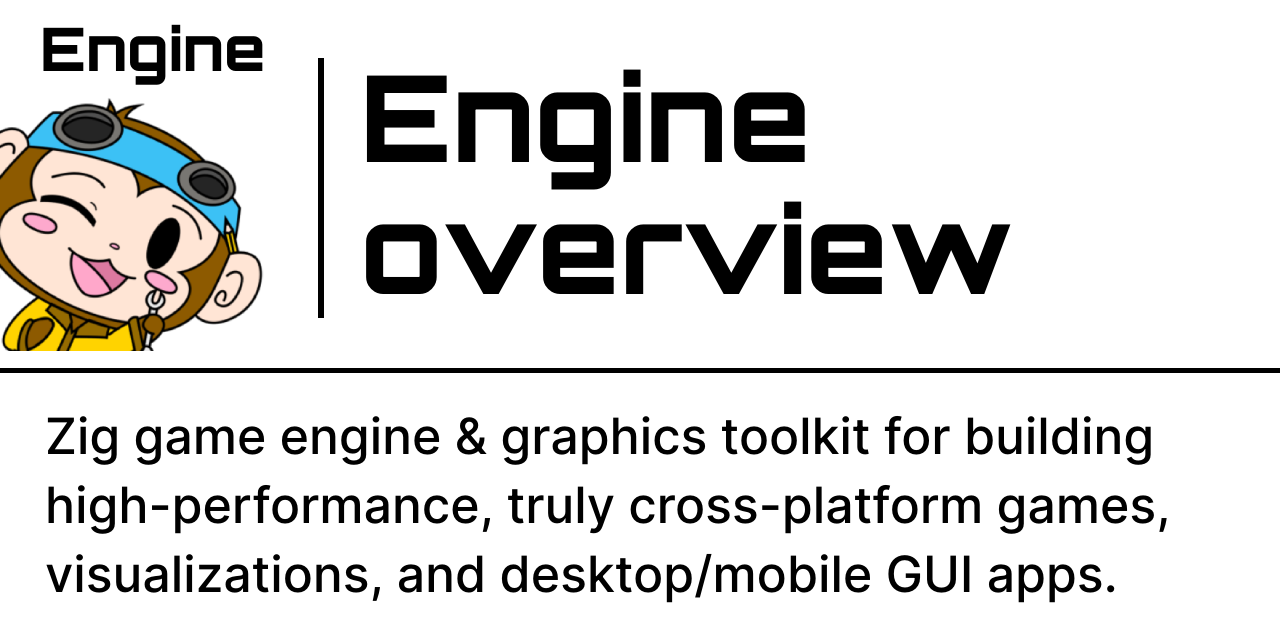 Engine
Engine
overview
Zig game engine & graphics toolkit for building
high-performance, truly cross-platform games,
visualizations, and desktop/mobile GUI apps.